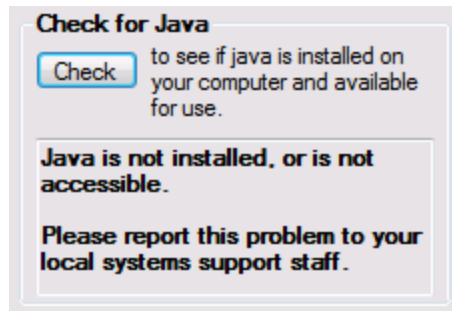 Check for Java
Check
to see if java is installed on
your computer and available
for use.
Java is not installed, or is not
accessible.
Please report this problem to your
local systems support staff.